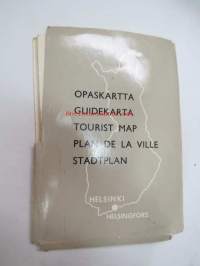 OPASKARTTA
GUIDEKARTA
TOURIST MAP
PLAN DE LA VILLE
STADTPLAN
HELSINKI
HELSINGFORS